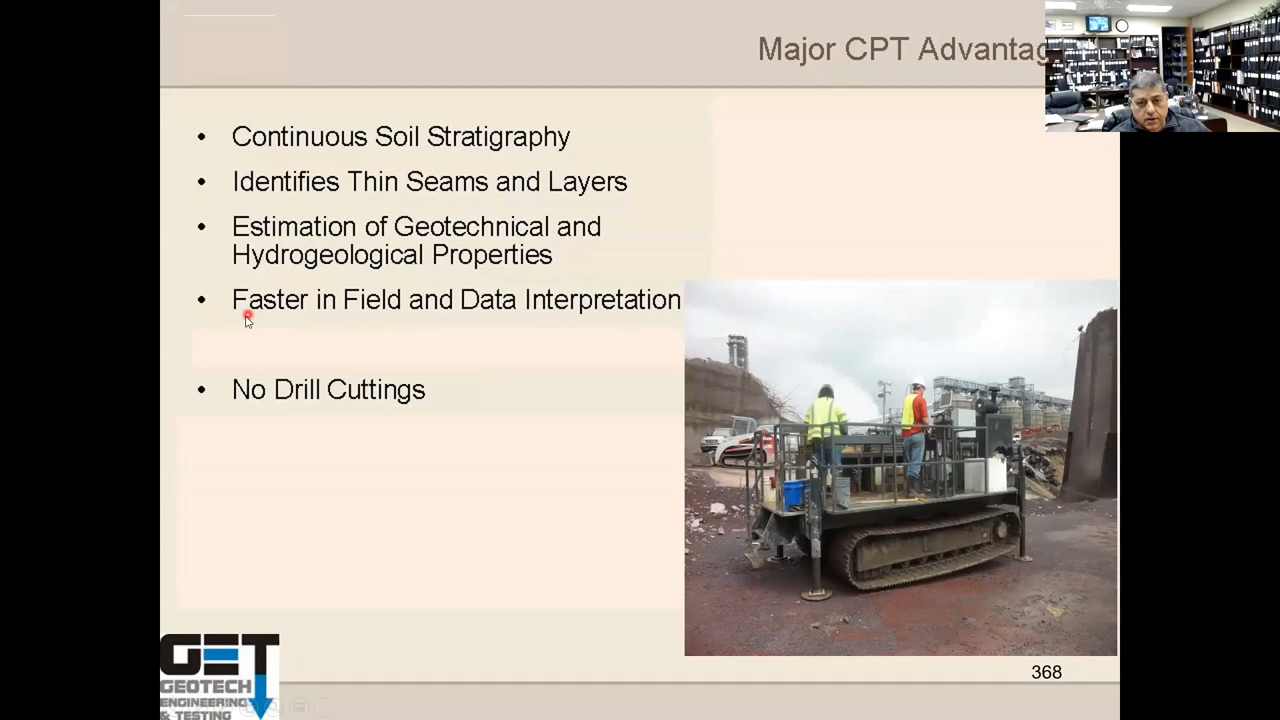 Major CPT Advantag
• Continuous Soil Stratigraphy
• Identifies Thin Seams and Layers
• Estimation of Geotechnical and
Hydrogeological Properties
• Faster in Field and Data Interpretation
• No Drill Cuttings
GET
GEOTECH
ENGINEERING
& TESTING
368